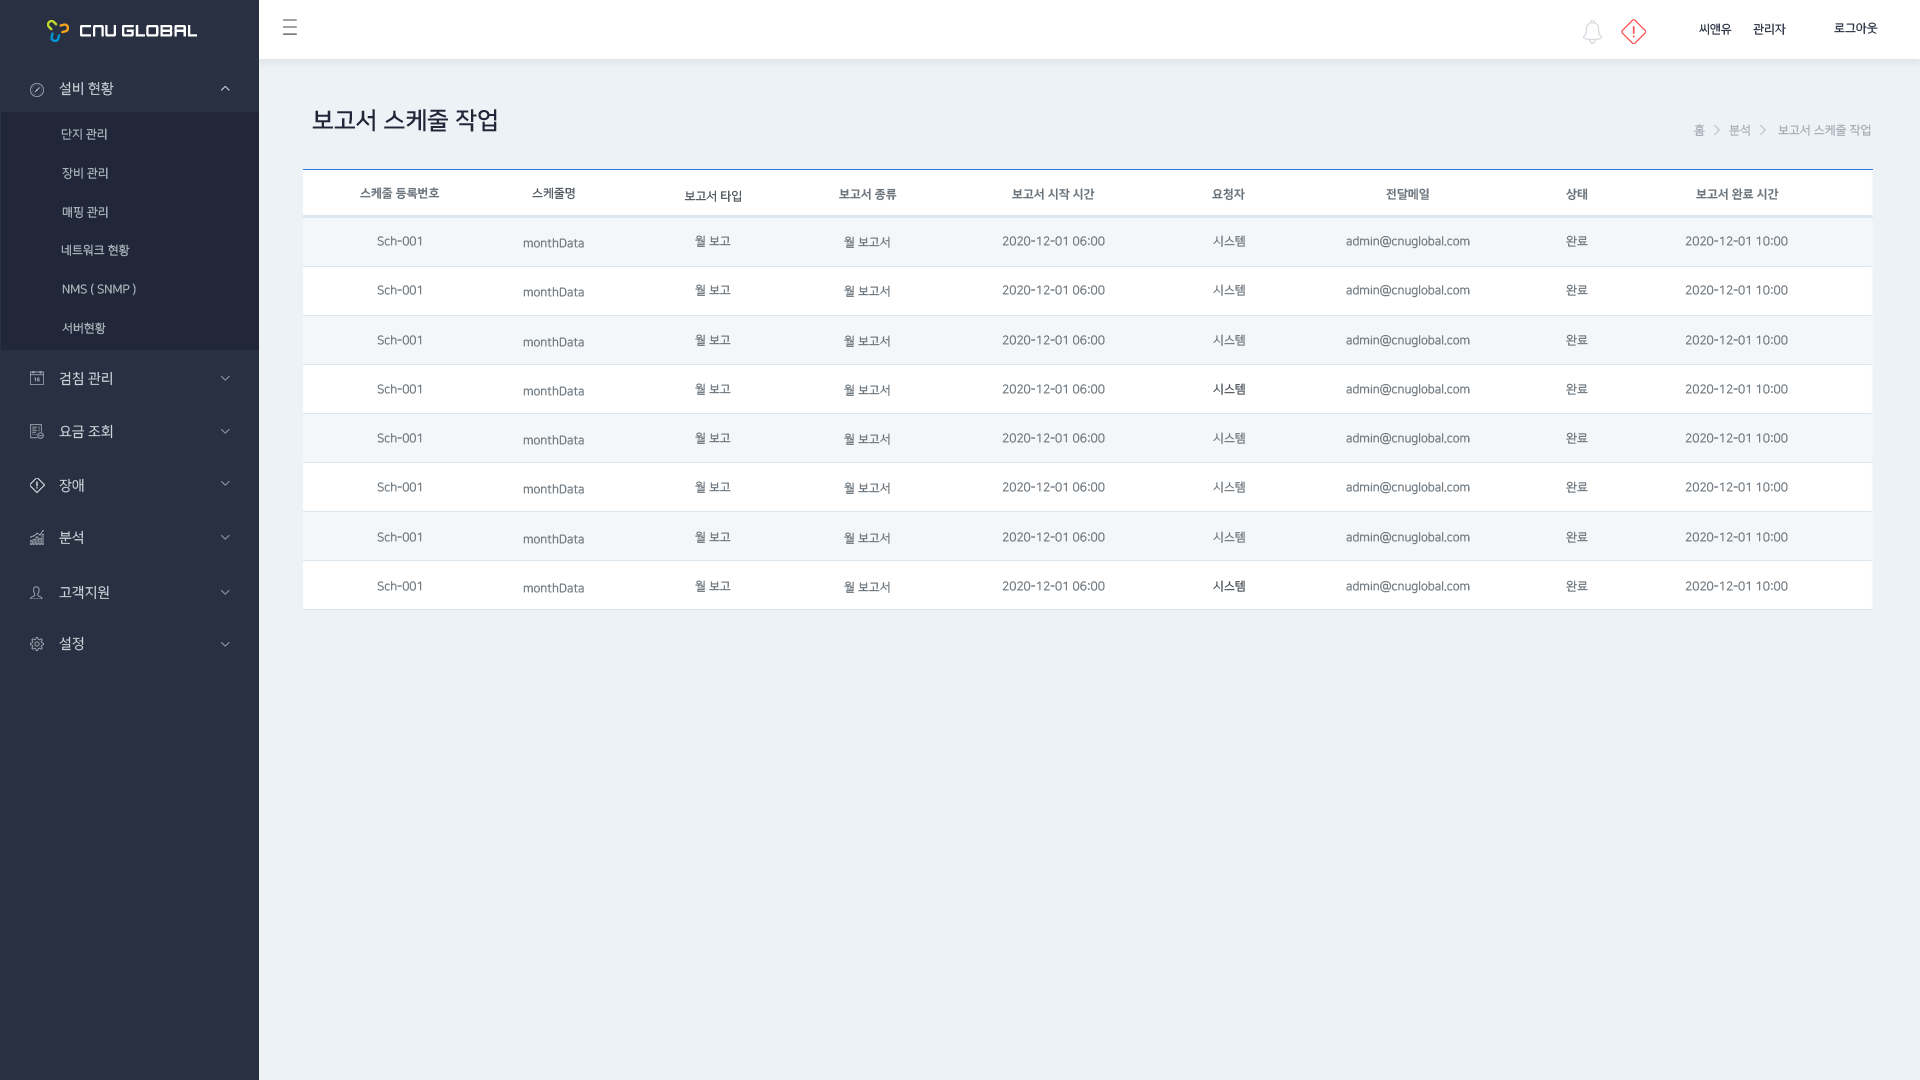 CNU GLOBAL
씨앤유 관리자 로그아웃
설비 현황
단지 관리
장비 관리
매핑 관리
네트워크 현황
NMS ( SNMP )
서버현황
검침 관리
요금 조회
장애
분석
고객지원
설정
보고서 스케줄 작업
홈 > 분석 > 보고서 스케줄 작업
스케줄 등록번호 스케줄명 보고서 타입 보고서 종류 보고서 시작 시간 요청자 전달메일 상태 보고서 완료 시간
Sch-001 monthData 월 보고 월 보고서 2020-12-01 06:00 시스템 admin@cnuglobal.com 완료 2020-12-01 10:00
Sch-001 monthData 월 보고 월 보고서 2020-12-01 06:00 시스템 admin@cnuglobal.com 완료 2020-12-01 10:00
Sch-001 monthData 월 보고 월 보고서 2020-12-01 06:00 시스템 admin@cnuglobal.com 완료 2020-12-01 10:00
Sch-001 monthData 월 보고 월 보고서 2020-12-01 06:00 시스템 admin@cnuglobal.com 완료 2020-12-01 10:00
Sch-001 monthData 월 보고 월 보고서 2020-12-01 06:00 시스템 admin@cnuglobal.com 완료 2020-12-01 10:00
Sch-001 monthData 월 보고 월 보고서 2020-12-01 06:00 시스템 admin@cnuglobal.com 완료 2020-12-01 10:00
Sch-001 monthData 월 보고 월 보고서 2020-12-01 06:00 시스템 admin@cnuglobal.com 완료 2020-12-01 10:00
Sch-001 monthData 월 보고 월 보고서 2020-12-01 06:00 시스템 admin@cnuglobal.com 완료 2020-12-01 10:00